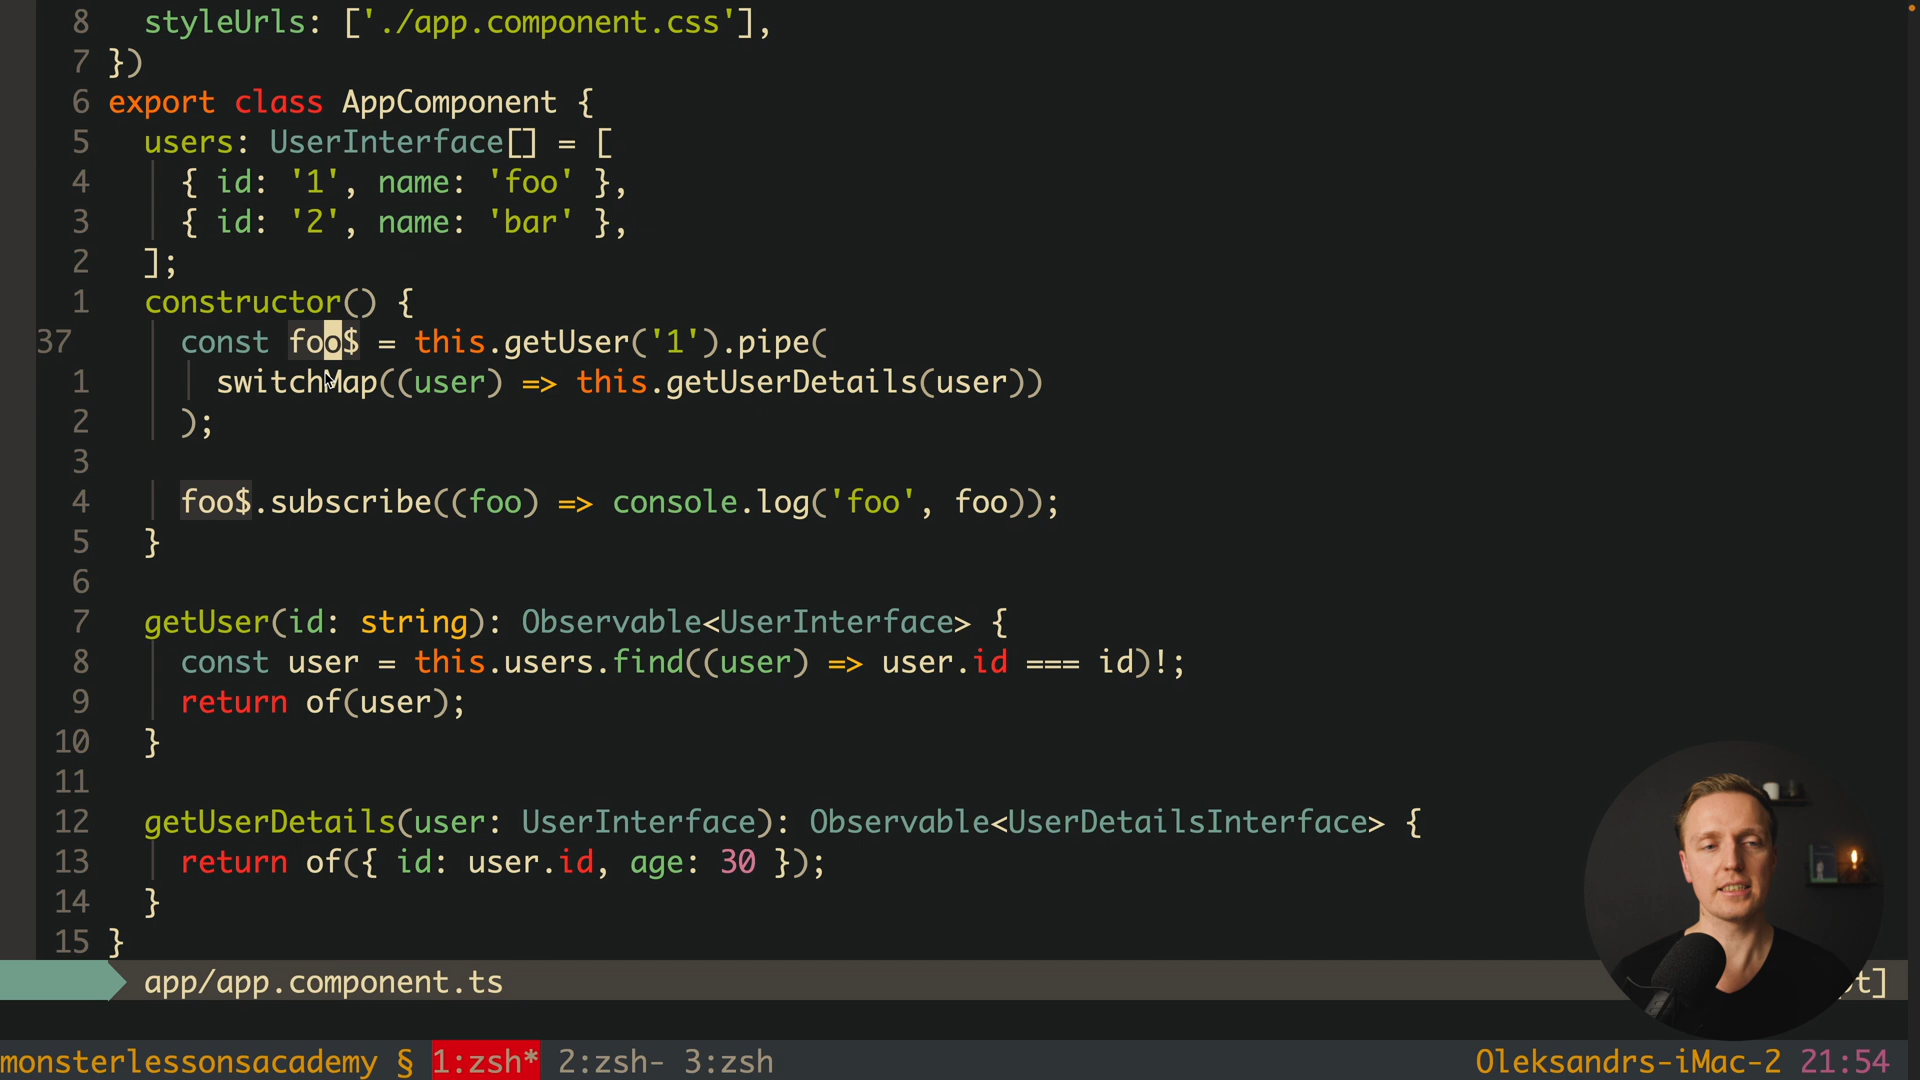 8 styleUrls: ['./app.component.css'],
7 })
6 export class AppComponent {
5 users: UserInterface[] = [
4 { id: '1', name: 'foo' },
3 { id: '2', name: 'bar' },
2 ];
1 constructor() {
37 const foo$ = this.getUser('1').pipe(
1 switchMap((user) => this.getUserDetails(user))
2 );
3
4 foo$.subscribe((foo) => console.log('foo', foo));
5 }
6
7 getUser(id: string): Observable<UserInterface> {
8 const user = this.users.find((user) => user.id === id)!;
9 return of(user);
10 }
11
12 getUserDetails(user: UserInterface): Observable<UserDetailsInterface> {
13 return of({ id: user.id, age: 30 });
14 }
15 }
app/app.component.ts t]
monsterlessonsacademy § 1:zsh* 2:zsh- 3:zsh Oleksandrs-iMac-2 21:54